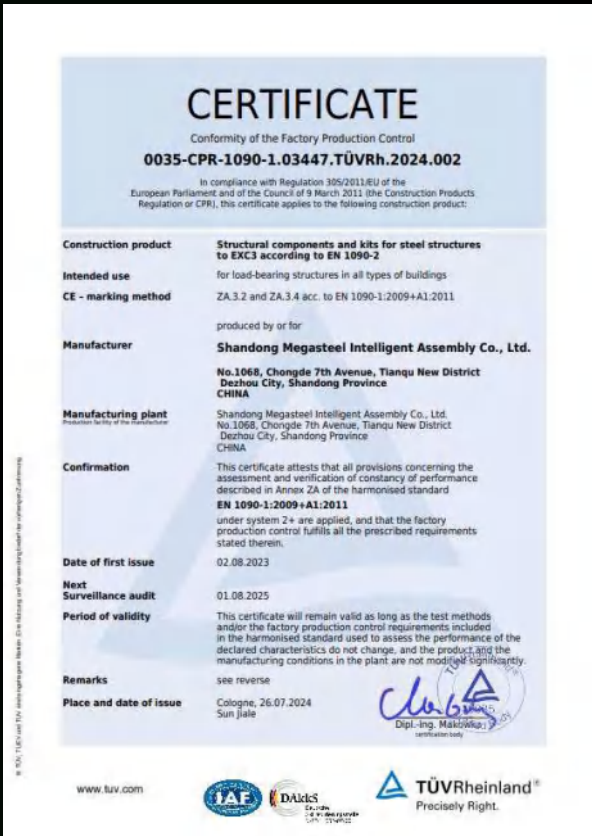 CERTIFICATE
Conformity of the Factory Production Control
0035-CPR-1090-1.03447.TÜVRh.2024.002
In compliance with Regulation 305/2011/EU of the
European Parliament and of the Council of 9 March 2011 (the Construction Products
Regulation or CPR), this certificate applies to the following construction product:
Construction product
Structural components and kits for steel structures
to EXC3 according to EN 1090-2
Intended use
for load-bearing structures in all types of buildings
CE – marking method
ZA.3.2 and ZA.3.4 acc. to EN 1090-1:2009+A1:2011
produced by or for
Manufacturer
Shandong Megasteel Intelligent Assembly Co., Ltd.
No.1068, Chongde 7th Avenue, Tianqu New District
Dezhou City, Shandong Province
CHINA
Manufacturing plant
Production facility of the manufacturer
Shandong Megasteel Intelligent Assembly Co., Ltd.
No.1068, Chongde 7th Avenue, Tianqu New District
Dezhou City, Shandong Province
CHINA
Confirmation
This certificate attests that all provisions concerning the
assessment and verification of constancy of performance
described in Annex ZA of the harmonised standard
EN 1090-1:2009+A1:2011
under system 2+ are applied, and that the factory
production control fulfills all the prescribed requirements
stated therein.
Date of first issue
02.08.2023
Next
Surveillance audit
01.08.2025
Period of validity
This certificate will remain valid as long as the test methods
and/or the factory production control requirements included
in the harmonised standard used to assess the performance of the
declared characteristics do not change, and the product and the
manufacturing conditions in the plant are not modified significantly.
Remarks
see reverse
Place and date of issue
Cologne, 26.07.2024
Sun Jiale
Dipl.-Ing. Makowka
certification body
www.tuv.com
IAF
DAkkS
Deutsche
Akkreditierungsstelle
TÜVRheinland®
Precisely Right.